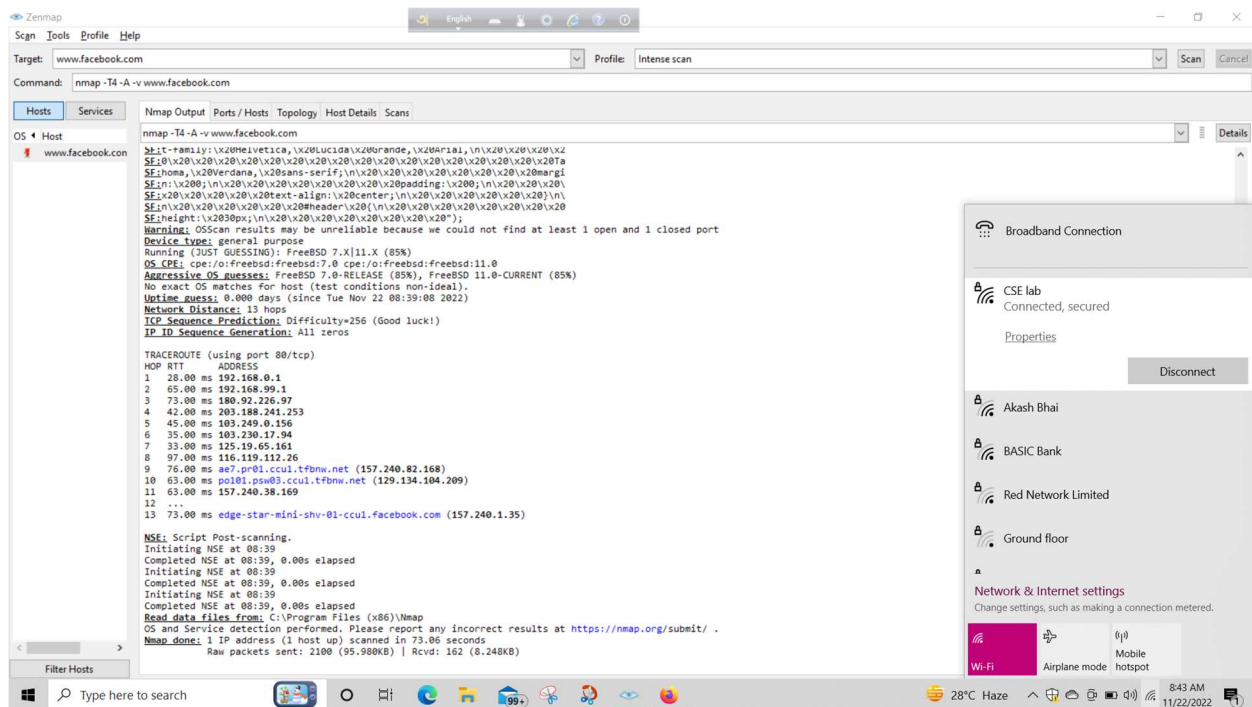 Zenmap
English
Scan Tools Profile Help
Target: www.facebook.com Profile: Intense scan Scan Cancel
Command: nmap -T4 -A -v www.facebook.com
Hosts Services Nmap Output Ports / Hosts Topology Host Details Scans
OS Host nmap -T4 -A -v www.facebook.com Details
www.facebook.con
SF:t-family:\x20Helvetica,\x20Lucida\x20Grande,\x20Arial,\n\x20\x20\x20\x2
SF:0\x20\x20\x20\x20\x20\x20\x20\x20\x20\x20\x20\x20\x20\x20\x20\x20\x20Ta
SF:homa,\x20Verdana,\x20sans-serif;\n\x20\x20\x20\x20\x20\x20\x20\x20margi
SF:n:\x200;\n\x20\x20\x20\x20\x20\x20\x20\x20padding:\x200;\n\x20\x20\x20\
SF:x20\x20\x20\x20\x20text-align:\x20center;\n\x20\x20\x20\x20\x20\x20}\n\
SF:n\x20\x20\x20\x20\x20\x20#header\x20{\n\x20\x20\x20\x20\x20\x20\x20\x20
SF:height:\x2030px;\n\x20\x20\x20\x20\x20\x20\x20\x20");
Warning: OSScan results may be unreliable because we could not find at least 1 open and 1 closed port
Device type: general purpose
Running (JUST GUESSING): FreeBSD 7.X|11.X (85%)
OS CPE: cpe:/o:freebsd:freebsd:7.0 cpe:/o:freebsd:freebsd:11.0
Aggressive OS guesses: FreeBSD 7.0-RELEASE (85%), FreeBSD 11.0-CURRENT (85%)
No exact OS matches for host (test conditions non-ideal).
Uptime guess: 0.000 days (since Tue Nov 22 08:39:08 2022)
Network Distance: 13 hops
TCP Sequence Prediction: Difficulty=256 (Good luck!)
IP ID Sequence Generation: All zeros
TRACEROUTE (using port 80/tcp)
HOP RTT ADDRESS
1 28.00 ms 192.168.0.1
2 65.00 ms 192.168.99.1
3 73.00 ms 180.92.226.97
4 42.00 ms 203.188.241.253
5 45.00 ms 103.249.0.156
6 35.00 ms 103.230.17.94
7 33.00 ms 125.19.65.161
8 97.00 ms 116.119.112.26
9 76.00 ms ae7.pr01.ccu1.tfbnw.net (157.240.82.168)
10 63.00 ms po101.psw03.ccu1.tfbnw.net (129.134.104.209)
11 63.00 ms 157.240.38.169
12 ...
13 73.00 ms edge-star-mini-shv-01-ccu1.facebook.com (157.240.1.35)
NSE: Script Post-scanning.
Initiating NSE at 08:39
Completed NSE at 08:39, 0.00s elapsed
Initiating NSE at 08:39
Completed NSE at 08:39, 0.00s elapsed
Initiating NSE at 08:39
Completed NSE at 08:39, 0.00s elapsed
Read data files from: C:\Program Files (x86)\Nmap
OS and Service detection performed. Please report any incorrect results at https://nmap.org/submit/ .
Nmap done: 1 IP address (1 host up) scanned in 73.06 seconds
Raw packets sent: 2100 (95.980KB) | Rcvd: 162 (8.248KB)
Filter Hosts
Broadband Connection
CSE lab
Connected, secured
Properties
Disconnect
Akash Bhai
BASIC Bank
Red Network Limited
Ground floor
Network & Internet settings
Change settings, such as making a connection metered.
Wi-Fi
Airplane mode
Mobile
hotspot
Type here to search
99+
28°C Haze
8:43 AM
11/22/2022
1